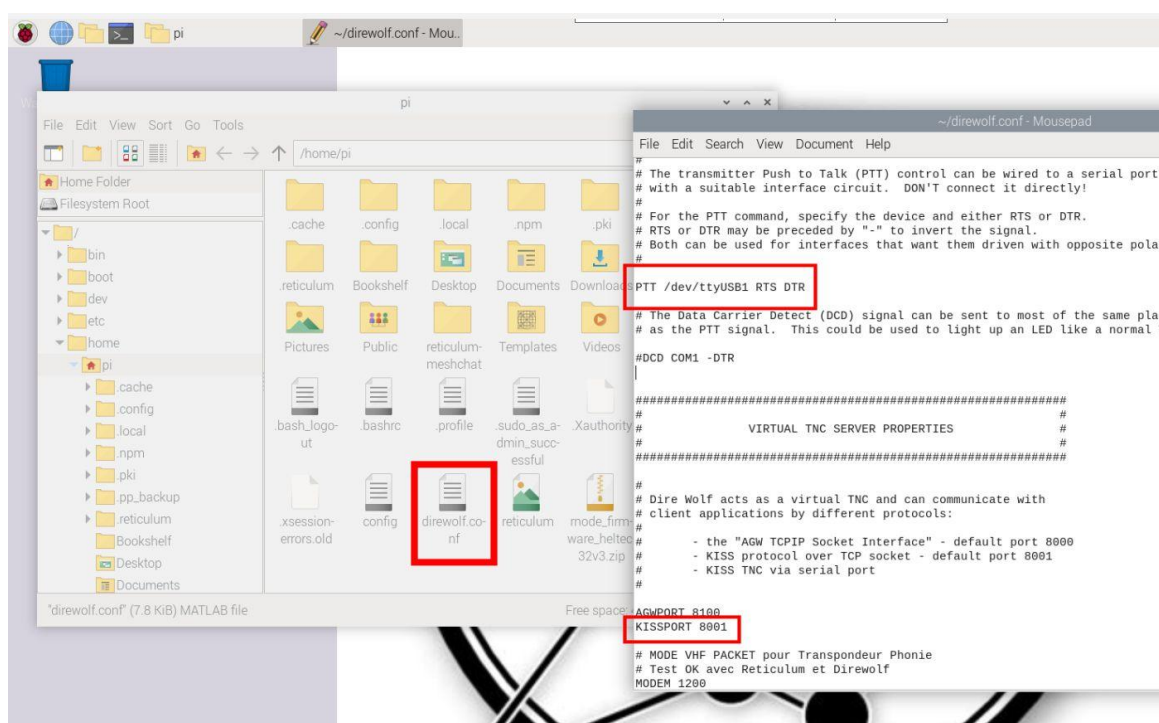 pi
~/direwolf.conf - Mou..
pi
File Edit View Sort Go Tools
/home/pi
Home Folder
Filesystem Root
/
bin
boot
dev
etc
home
pi
.cache
.config
.local
.npm
.pki
.pp_backup
.reticulum
Bookshelf
Desktop
Documents
.cache
.config
.local
.npm
.pki
.reticulum
Bookshelf
Desktop
Documents
Downloads
Pictures
Public
reticulum-
meshchat
Templates
Videos
.bash_logo-
ut
.bashrc
.profile
.sudo_as_a-
dmin_succ-
essful
.Xauthority
.xsession-
errors.old
config
direwolf.co-
nf
reticulum
mode_firm-
ware_heltec
32v3.zip
"direwolf.conf" (7.8 KiB) MATLAB file
Free space:
~/direwolf.conf - Mousepad
File Edit Search View Document Help
#
# The transmitter Push to Talk (PTT) control can be wired to a serial port
# with a suitable interface circuit.  DON'T connect it directly!
#
# For the PTT command, specify the device and either RTS or DTR.
# RTS or DTR may be preceded by "-" to invert the signal.
# Both can be used for interfaces that want them driven with opposite pola
#
PTT /dev/ttyUSB1 RTS DTR
# The Data Carrier Detect (DCD) signal can be sent to most of the same pla
# as the PTT signal.  This could be used to light up an LED like a normal
#DCD COM1 -DTR
#############################################################
#                                                           #
#               VIRTUAL TNC SERVER PROPERTIES               #
#                                                           #
#############################################################
#
# Dire Wolf acts as a virtual TNC and can communicate with
# client applications by different protocols:
#
#       - the "AGW TCPIP Socket Interface" - default port 8000
#       - KISS protocol over TCP socket - default port 8001
#       - KISS TNC via serial port
#
AGWPORT 8100
KISSPORT 8001
# MODE VHF PACKET pour Transpondeur Phonie
# Test OK avec Reticulum et Direwolf
MODEM 1200